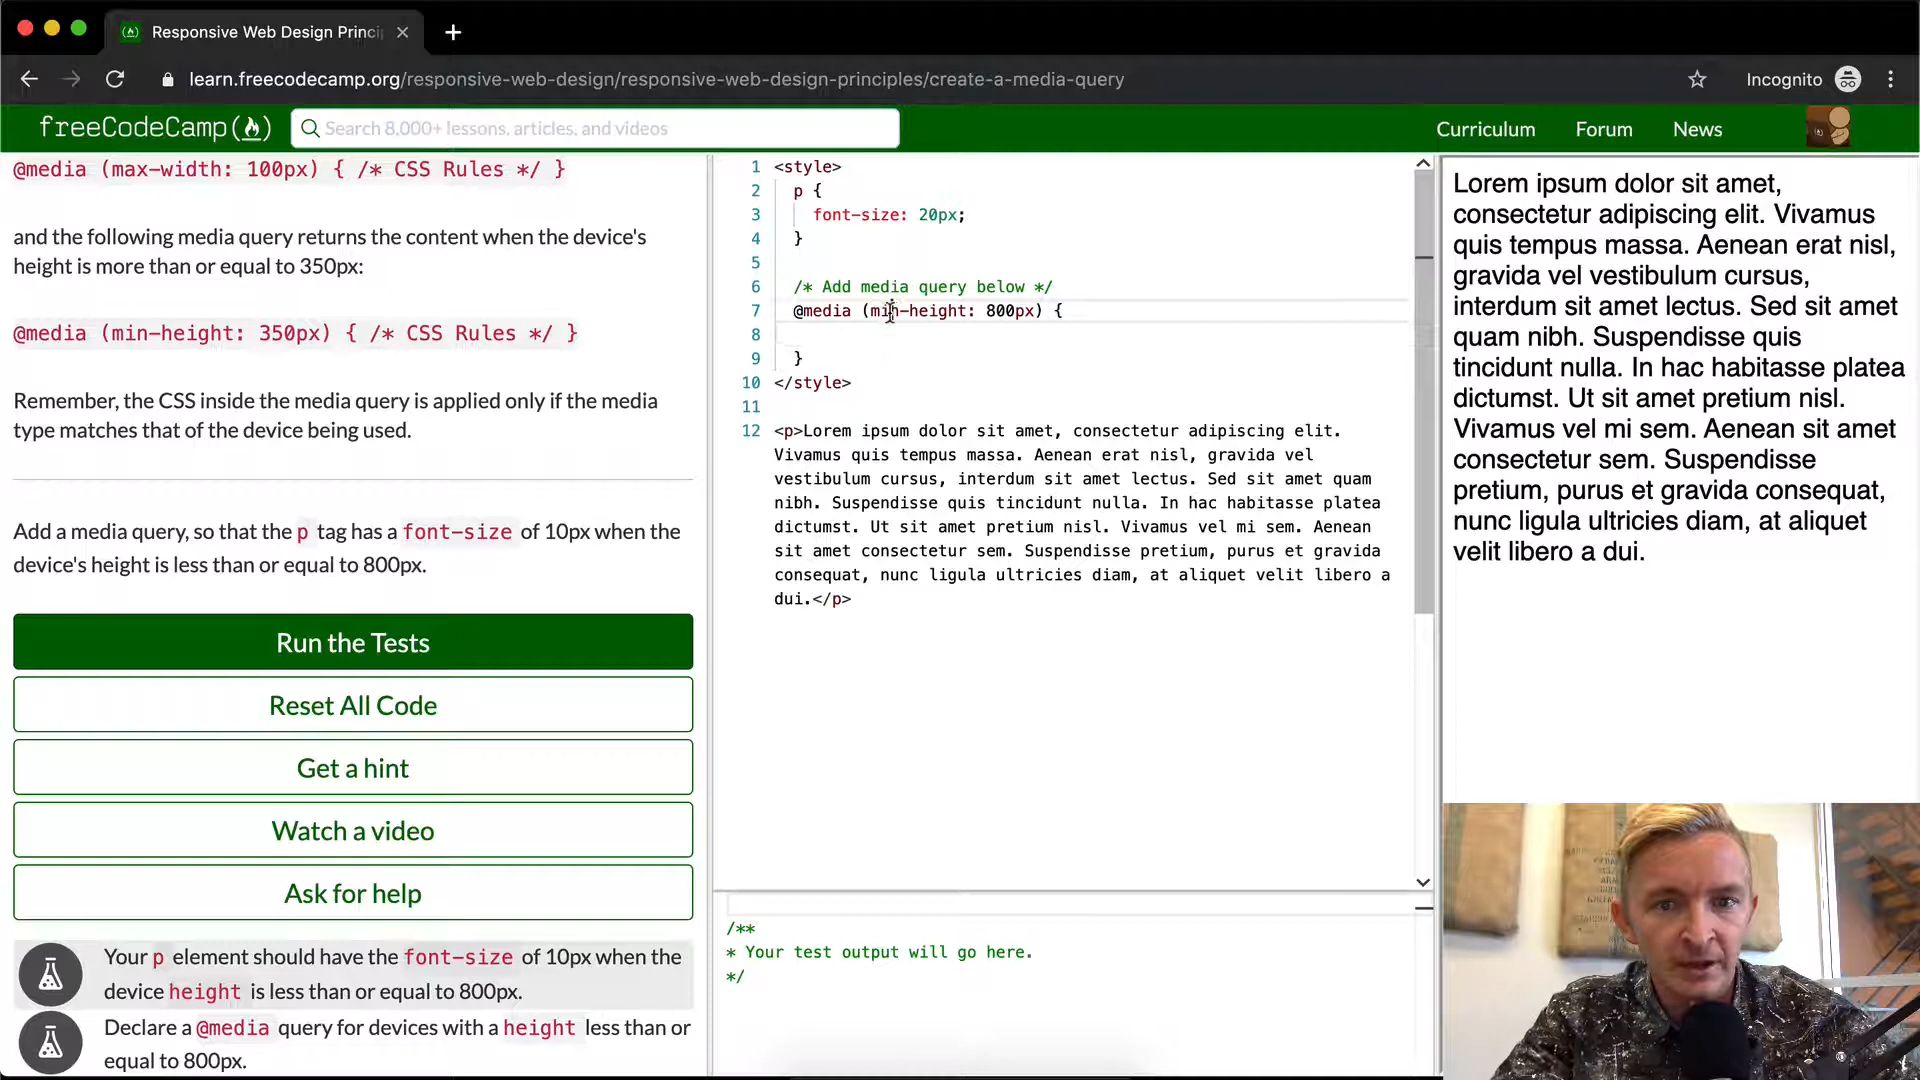 Responsive Web Design Princi
learn.freecodecamp.org/responsive-web-design/responsive-web-design-principles/create-a-media-query
Incognito
freeCodeCamp
Search 8,000+ lessons, articles, and videos
Curriculum
Forum
News
@media (max-width: 100px) { /* CSS Rules */ }
and the following media query returns the content when the device's
height is more than or equal to 350px:
@media (min-height: 350px) { /* CSS Rules */ }
Remember, the CSS inside the media query is applied only if the media
type matches that of the device being used.
Add a media query, so that the p tag has a font-size of 10px when the
device's height is less than or equal to 800px.
Run the Tests
Reset All Code
Get a hint
Watch a video
Ask for help
Your p element should have the font-size of 10px when the
device height is less than or equal to 800px.
Declare a @media query for devices with a height less than or
equal to 800px.
1 <style>
2 p {
3 font-size: 20px;
4 }
5
6 /* Add media query below */
7 @media (min-height: 800px) {
8
9 }
10 </style>
11
12 <p>Lorem ipsum dolor sit amet, consectetur adipiscing elit.
Vivamus quis tempus massa. Aenean erat nisl, gravida vel
vestibulum cursus, interdum sit amet lectus. Sed sit amet quam
nibh. Suspendisse quis tincidunt nulla. In hac habitasse platea
dictumst. Ut sit amet pretium nisl. Vivamus vel mi sem. Aenean
sit amet consectetur sem. Suspendisse pretium, purus et gravida
consequat, nunc ligula ultricies diam, at aliquet velit libero a
dui.</p>
/**
* Your test output will go here.
*/
Lorem ipsum dolor sit amet,
consectetur adipiscing elit. Vivamus
quis tempus massa. Aenean erat nisl,
gravida vel vestibulum cursus,
interdum sit amet lectus. Sed sit amet
quam nibh. Suspendisse quis
tincidunt nulla. In hac habitasse platea
dictumst. Ut sit amet pretium nisl.
Vivamus vel mi sem. Aenean sit amet
consectetur sem. Suspendisse
pretium, purus et gravida consequat,
nunc ligula ultricies diam, at aliquet
velit libero a dui.